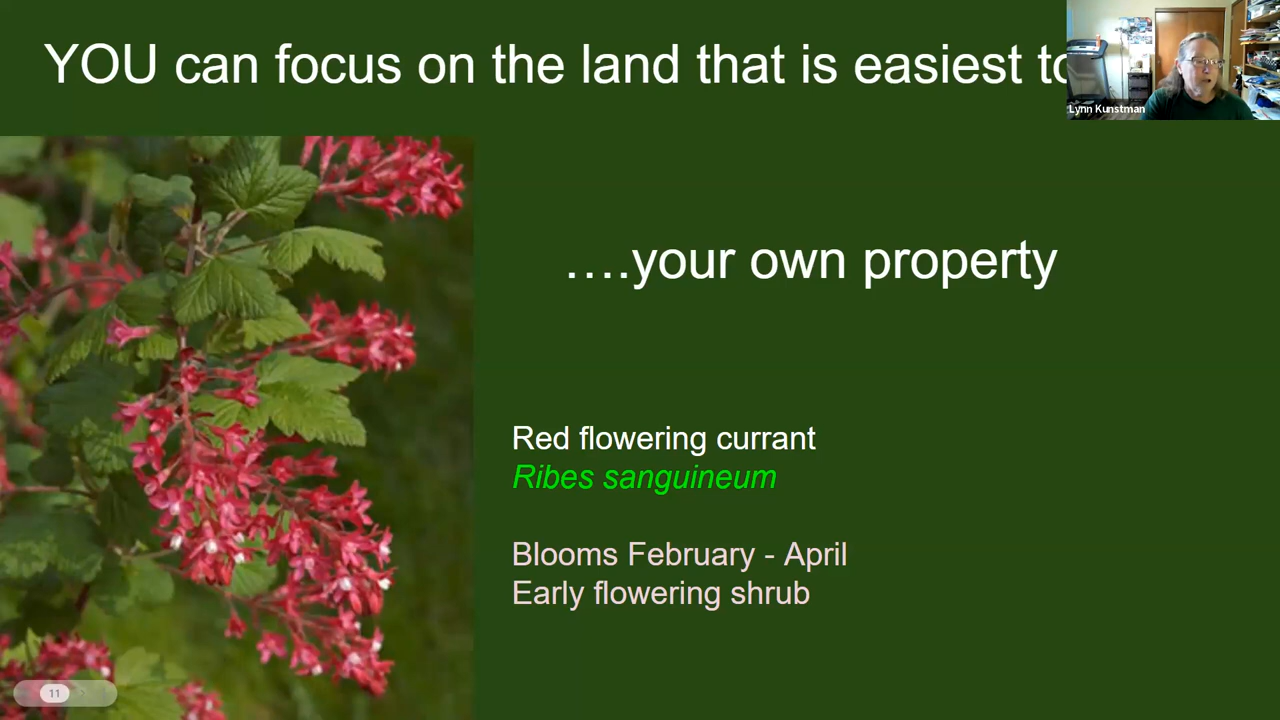 YOU can focus on the land that is easiest to
Lynn Kunstman
….your own property
Red flowering currant
Ribes sanguineum
Blooms February - April
Early flowering shrub
11